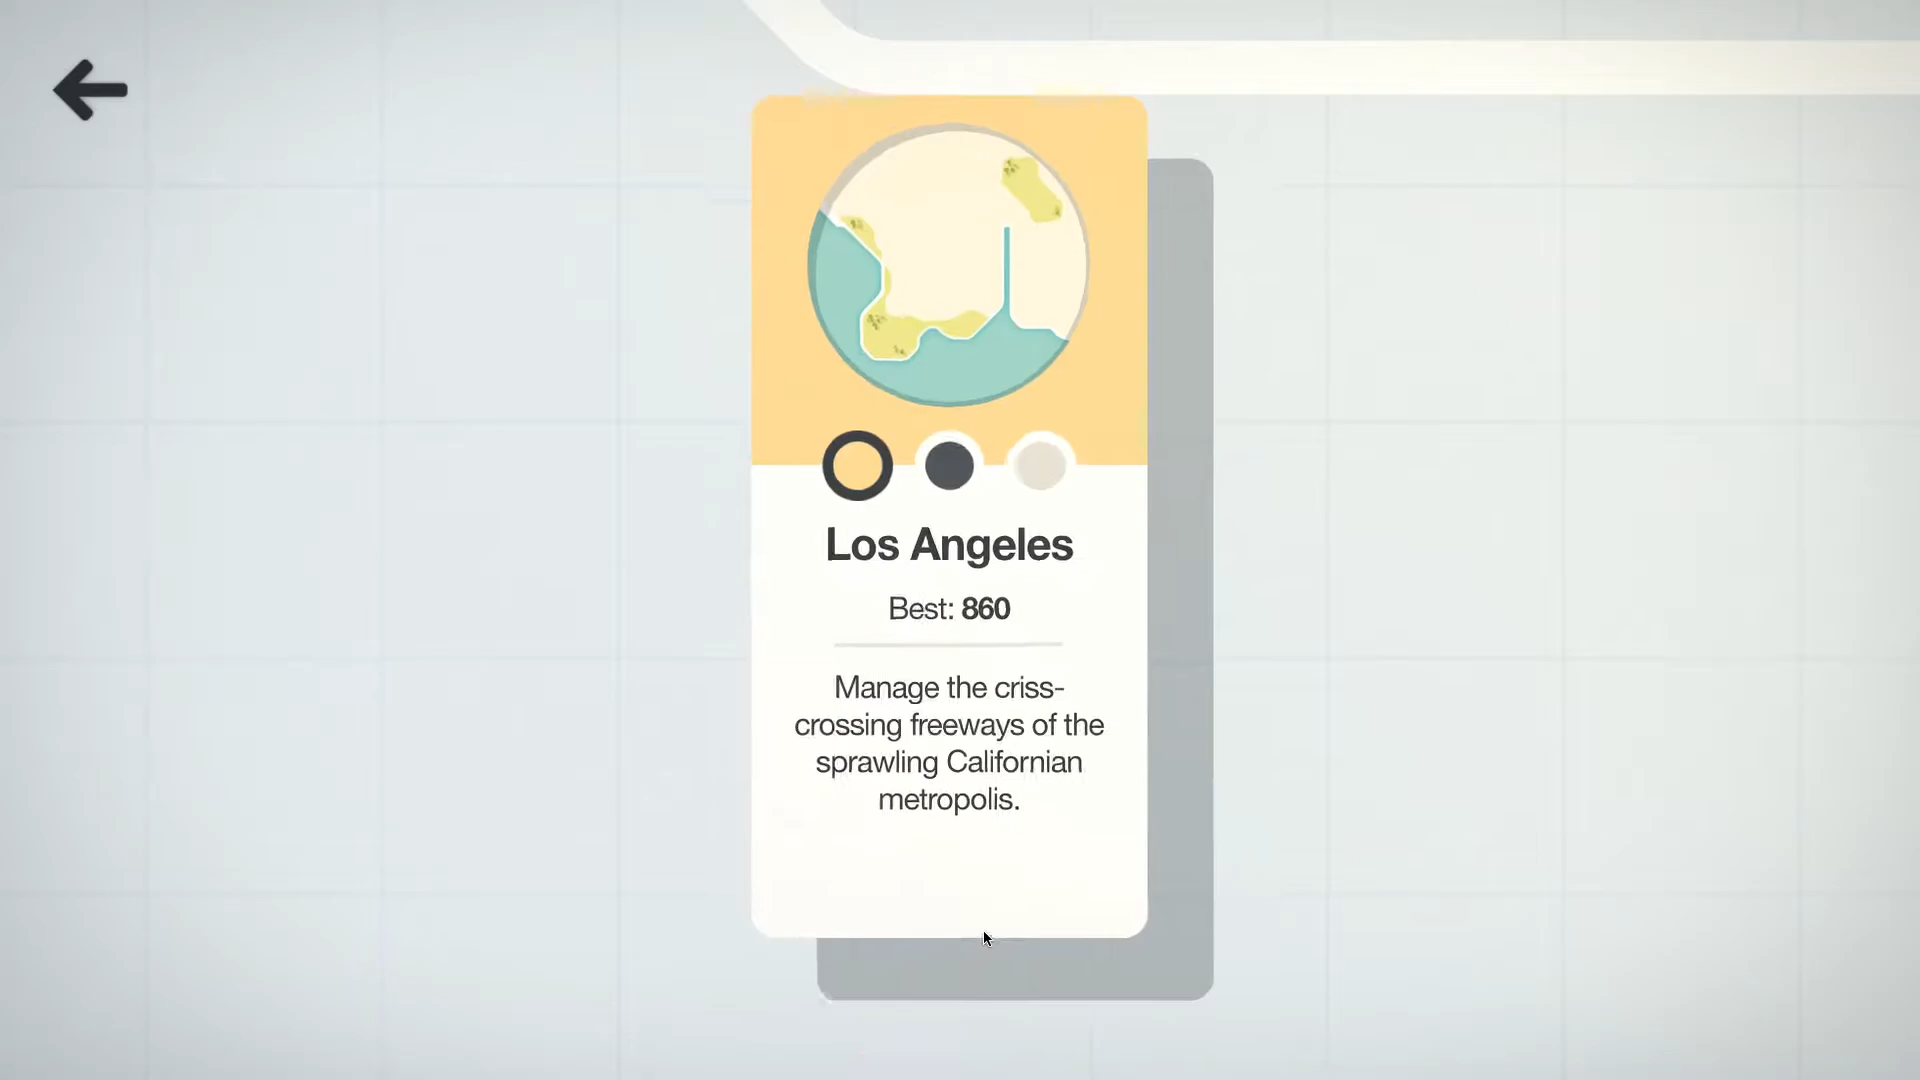 Los Angeles
Best: 860
Manage the criss-
crossing freeways of the
sprawling Californian
metropolis.